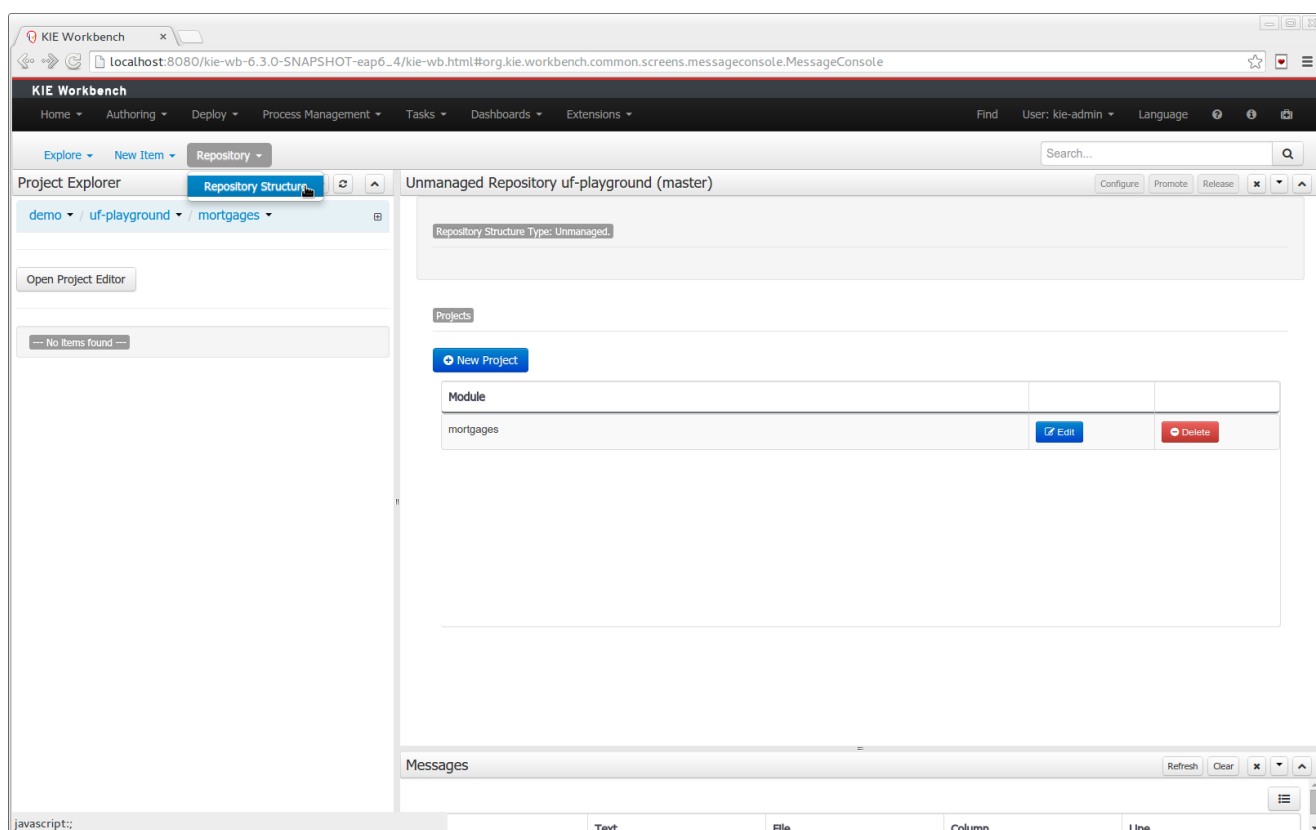 KIE Workbench
localhost:8080/kie-wb-6.3.0-SNAPSHOT-eap6_4/kie-wb.html#org.kie.workbench.common.screens.messageconsole.MessageConsole
KIE Workbench
Home Authoring Deploy Process Management Tasks Dashboards Extensions Find User: kie-admin Language
Explore New Item Repository Search...
Repository Structure
Project Explorer
Unmanaged Repository uf-playground (master) Configure Promote Release
demo / uf-playground / mortgages
Repository Structure Type: Unmanaged.
Open Project Editor
Projects
--- No items found ---
New Project
Module
mortgages Edit Delete
Messages Refresh Clear
javascript:;
Text File Column Line